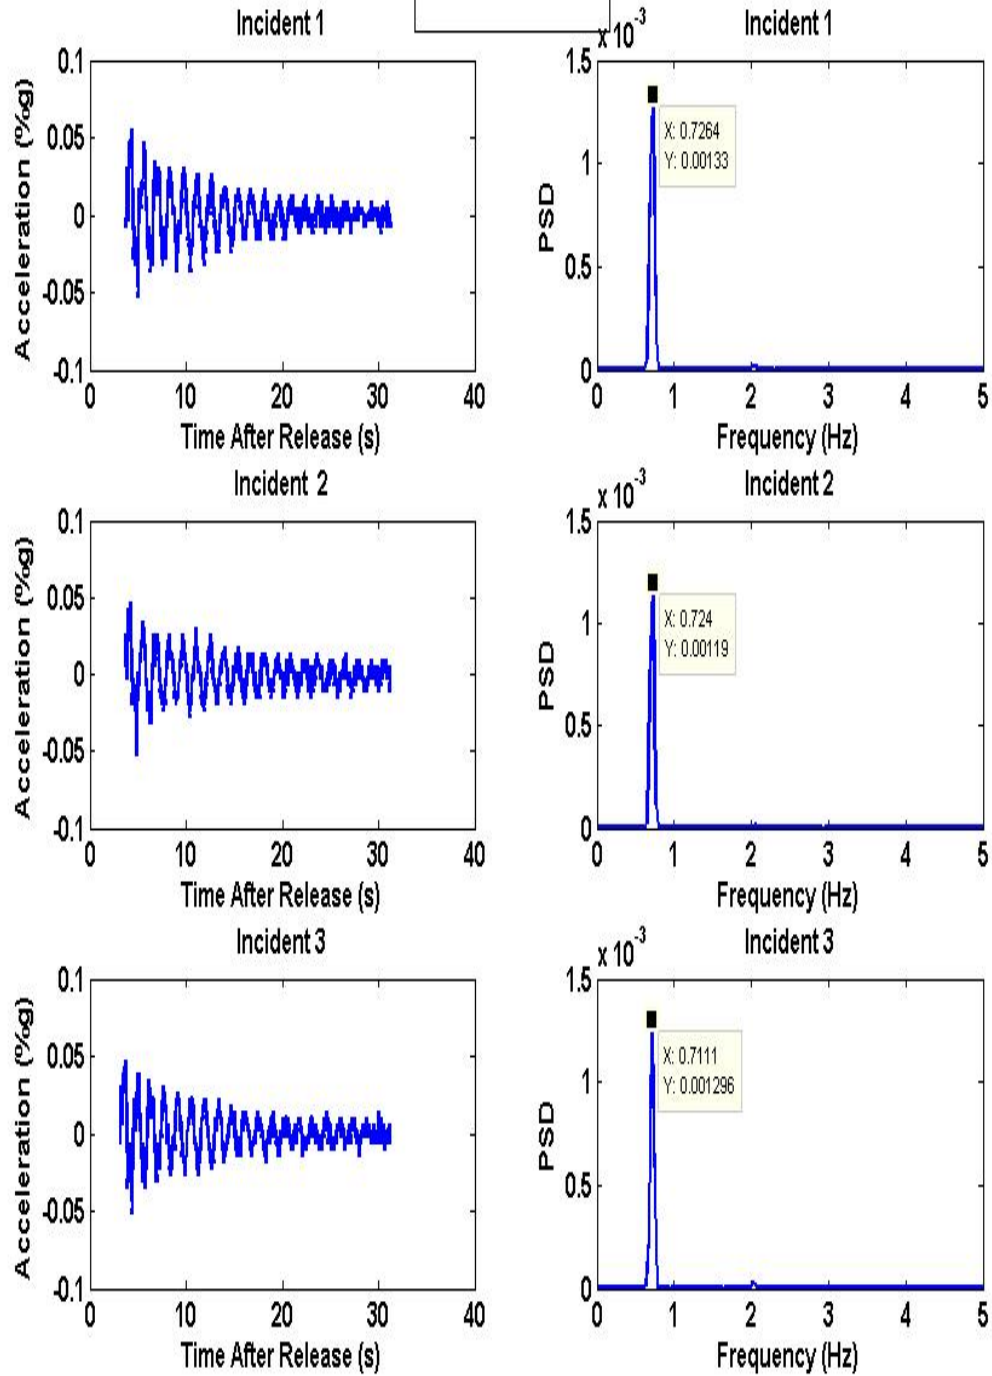 Incident 1
Acceleration (%g)
0.1
0.05
0
-0.05
-0.1
0 10 20 30 40
Time After Release (s)
Incident 1
x 10-3
PSD
1.5
1
0.5
0
X: 0.7264
Y: 0.00133
0 1 2 3 4 5
Frequency (Hz)
Incident 2
Acceleration (%g)
0.1
0.05
0
-0.05
-0.1
0 10 20 30 40
Time After Release (s)
Incident 2
x 10-3
PSD
1.5
1
0.5
0
X: 0.724
Y: 0.00119
0 1 2 3 4 5
Frequency (Hz)
Incident 3
Acceleration (%g)
0.1
0.05
0
-0.05
-0.1
0 10 20 30 40
Time After Release (s)
Incident 3
x 10-3
PSD
1.5
1
0.5
0
X: 0.7111
Y: 0.001296
0 1 2 3 4 5
Frequency (Hz)